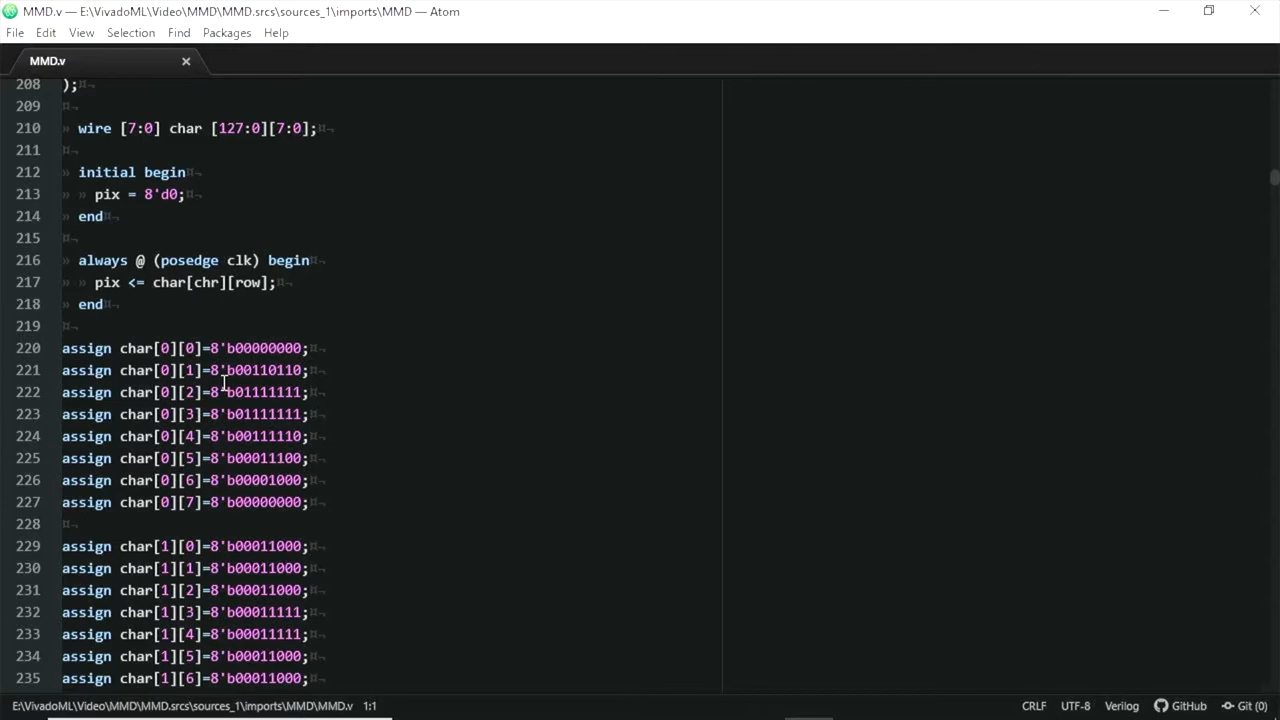 MMD.v — E:\VivadoML\Video\MMD\MMD.srcs\sources_1\imports\MMD — Atom
File Edit View Selection Find Packages Help
MMD.v
208 );
209
210 wire [7:0] char [127:0][7:0];
211
212 initial begin
213 pix = 8'd0;
214 end
215
216 always @ (posedge clk) begin
217 pix <= char[chr][row];
218 end
219
220 assign char[0][0]=8'b00000000;
221 assign char[0][1]=8'b00110110;
222 assign char[0][2]=8'b01111111;
223 assign char[0][3]=8'b01111111;
224 assign char[0][4]=8'b00111110;
225 assign char[0][5]=8'b00011100;
226 assign char[0][6]=8'b00001000;
227 assign char[0][7]=8'b00000000;
228
229 assign char[1][0]=8'b00011000;
230 assign char[1][1]=8'b00011000;
231 assign char[1][2]=8'b00011000;
232 assign char[1][3]=8'b00011111;
233 assign char[1][4]=8'b00011111;
234 assign char[1][5]=8'b00011000;
235 assign char[1][6]=8'b00011000;
E:\VivadoML\Video\MMD\MMD.srcs\sources_1\imports\MMD\MMD.v 1:1 CRLF UTF-8 Verilog GitHub Git (0)